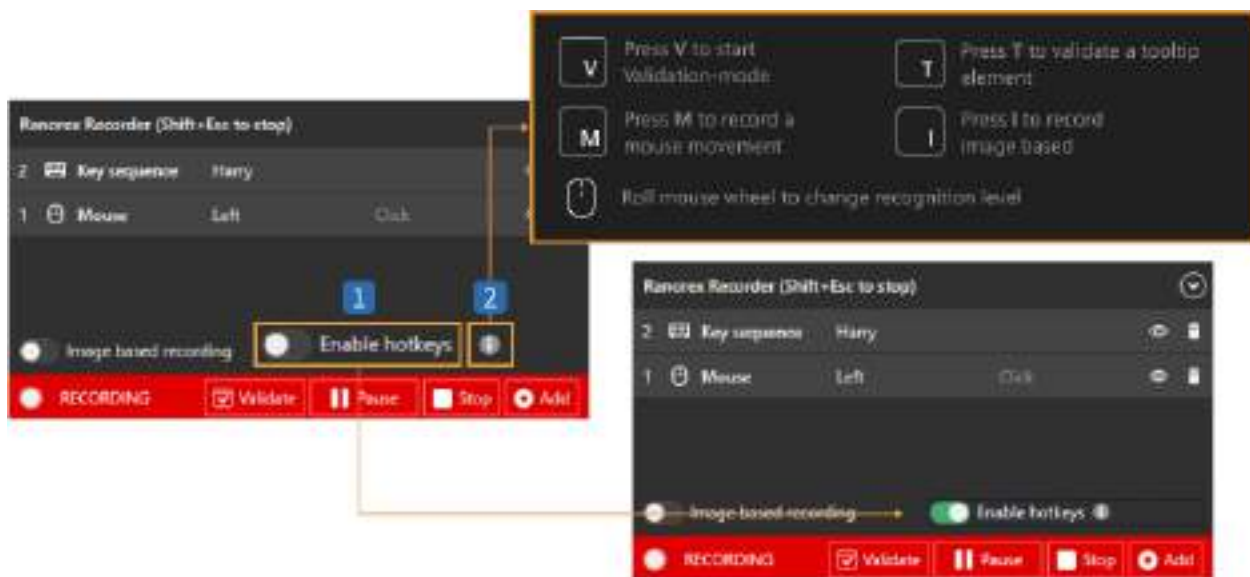 V
Press V to start
Validation-mode
T
Press T to validate a tooltip
element
M
Press M to record a
mouse movement
I
Press I to record
image based
Roll mouse wheel to change recognition level
Ranorex Recorder (Shift+Esc to stop)
2 Key sequence Harry
1 Mouse Left Click
1
2
Image based recording Enable hotkeys
RECORDING Validate Pause Stop Add
Ranorex Recorder (Shift+Esc to stop)
2 Key sequence Harry
1 Mouse Left Click
Image based recording Enable hotkeys
RECORDING Validate Pause Stop Add